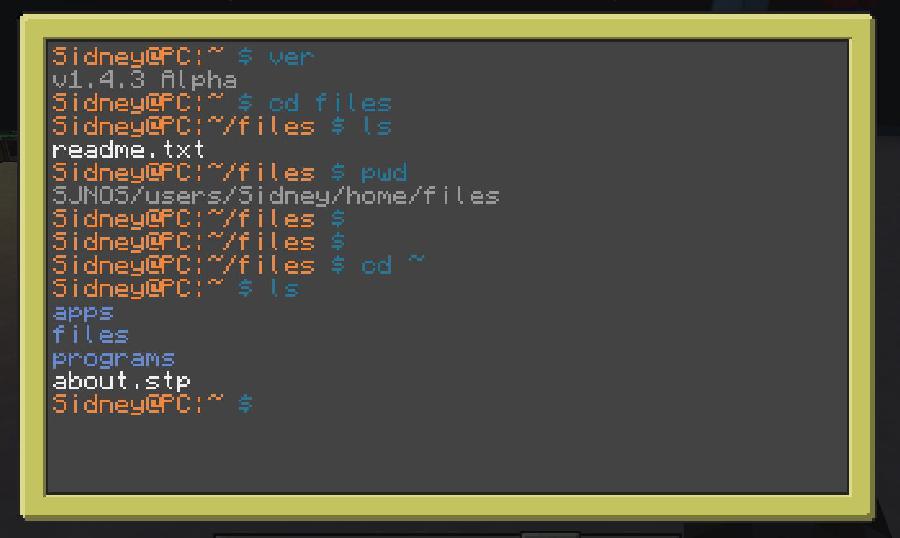 Sidney@PC:~ $ ver
v1.4.3 Alpha
Sidney@PC:~ $ cd files
Sidney@PC:~/files $ ls
readme.txt
Sidney@PC:~/files $ pwd
SJNOS/users/Sidney/home/files
Sidney@PC:~/files $
Sidney@PC:~/files $
Sidney@PC:~/files $ cd ~
Sidney@PC:~ $ ls
apps
files
programs
about.stp
Sidney@PC:~ $